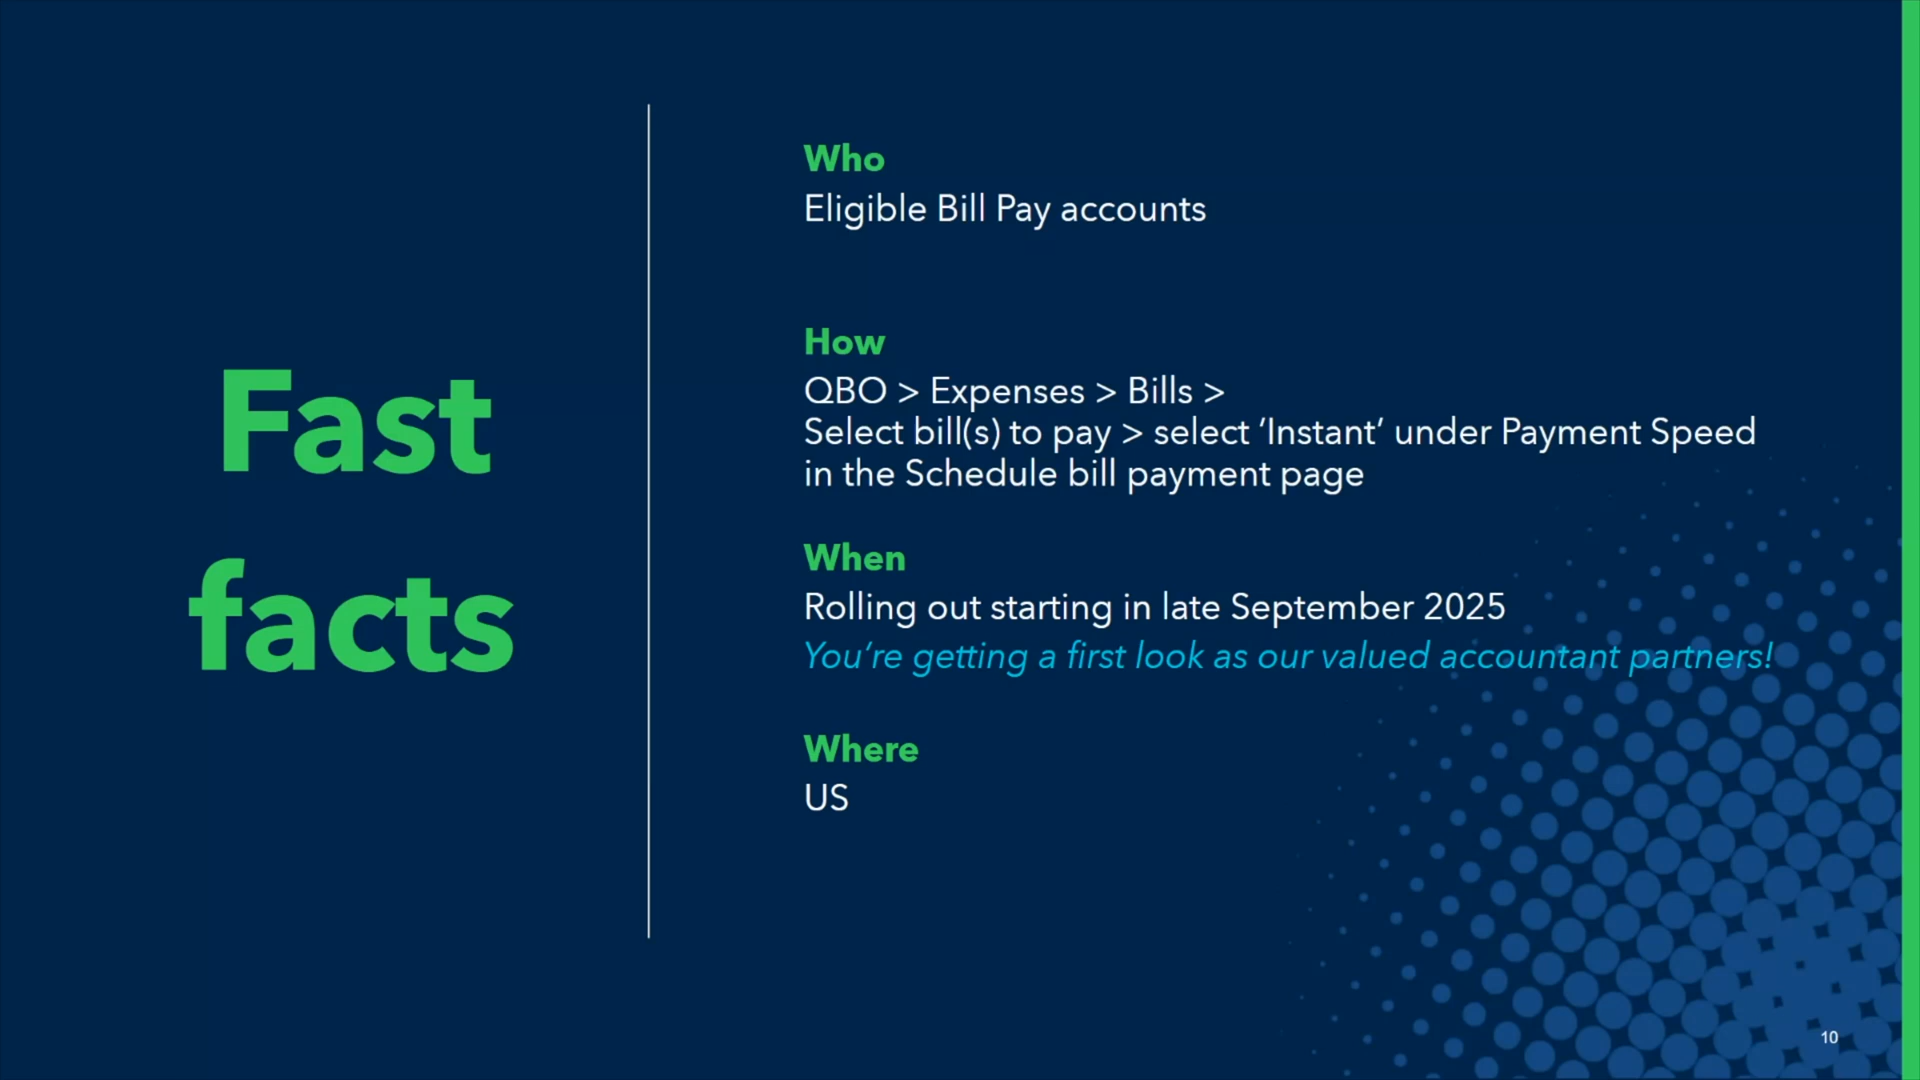 Fast
facts
Who
Eligible Bill Pay accounts
How
QBO > Expenses > Bills >
Select bill(s) to pay > select ‘Instant’ under Payment Speed
in the Schedule bill payment page
When
Rolling out starting in late September 2025
You’re getting a first look as our valued accountant partners!
Where
US
10